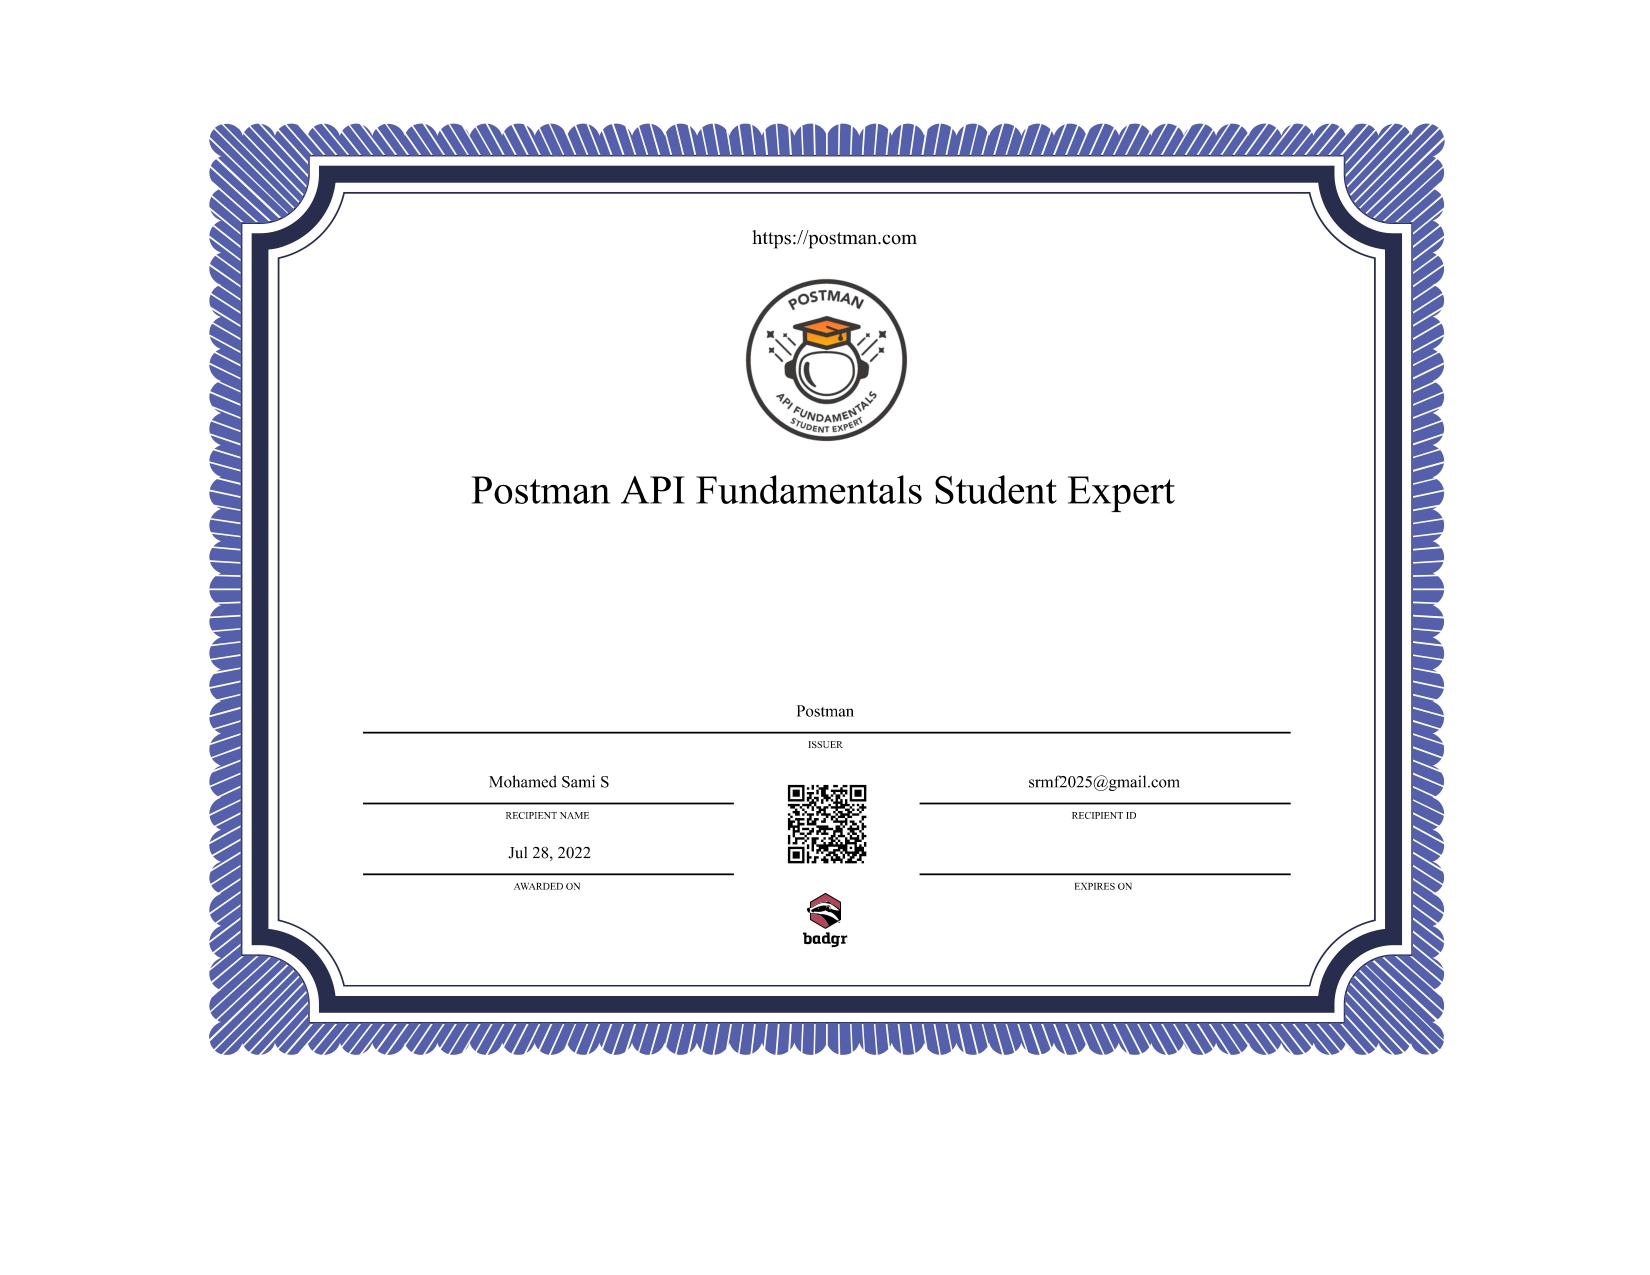 https://postman.com
POSTMAN
API FUNDAMENTALS
STUDENT EXPERT
Postman API Fundamentals Student Expert
Postman
ISSUER
Mohamed Sami S
RECIPIENT NAME
srmf2025@gmail.com
RECIPIENT ID
Jul 28, 2022
AWARDED ON
EXPIRES ON
badgr